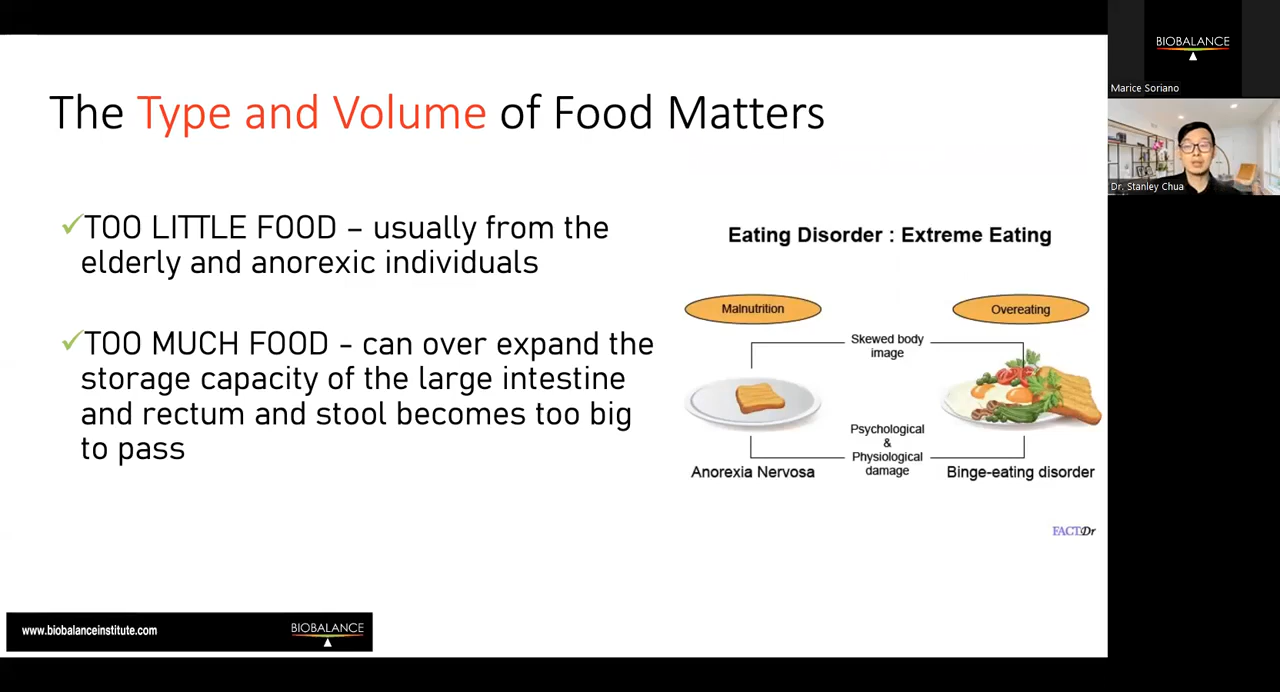 The Type and Volume of Food Matters
✓TOO LITTLE FOOD – usually from the
elderly and anorexic individuals
✓TOO MUCH FOOD - can over expand the
storage capacity of the large intestine
and rectum and stool becomes too big
to pass
Eating Disorder : Extreme Eating
Malnutrition
Overeating
Skewed body
image
Psychological
&
Physiological
damage
Anorexia Nervosa
Binge-eating disorder
FACTDr
www.biobalanceinstitute.com
BIOBALANCE
BIOBALANCE
Marice Soriano
Dr. Stanley Chua